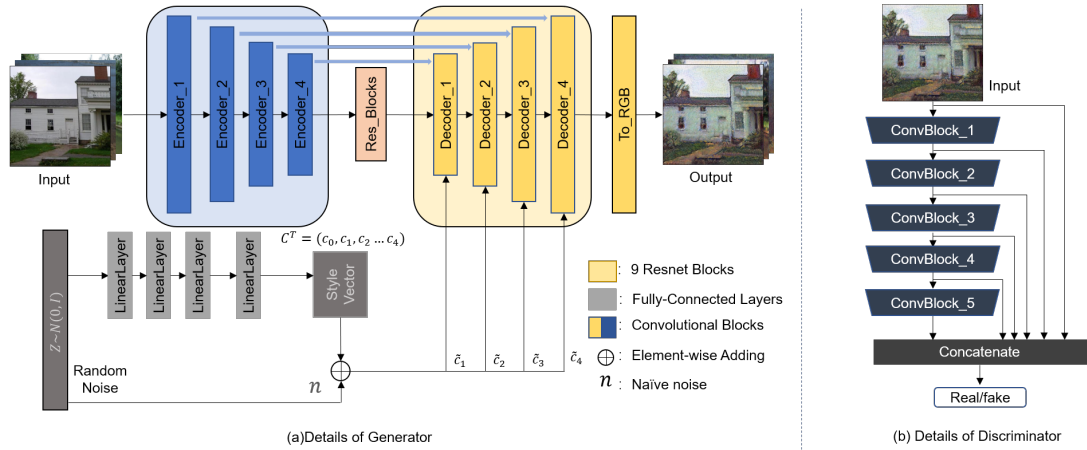 Input
Encoder_1
Encoder_2
Encoder_3
Encoder_4
Res_Blocks
Decoder_1
Decoder_2
Decoder_3
Decoder_4
To_RGB
Output
Z~N(0,I)
LinearLayer
LinearLayer
LinearLayer
LinearLayer
C^T = (c_0, c_1, c_2 … c_4)
Style
Vector
Random
Noise
n
c̃_1
c̃_2
c̃_3
c̃_4
: 9 Resnet Blocks
: Fully-Connected Layers
: Convolutional Blocks
: Element-wise Adding
n : Naïve noise
(a)Details of Generator
Input
ConvBlock_1
ConvBlock_2
ConvBlock_3
ConvBlock_4
ConvBlock_5
Concatenate
Real/fake
(b) Details of Discriminator